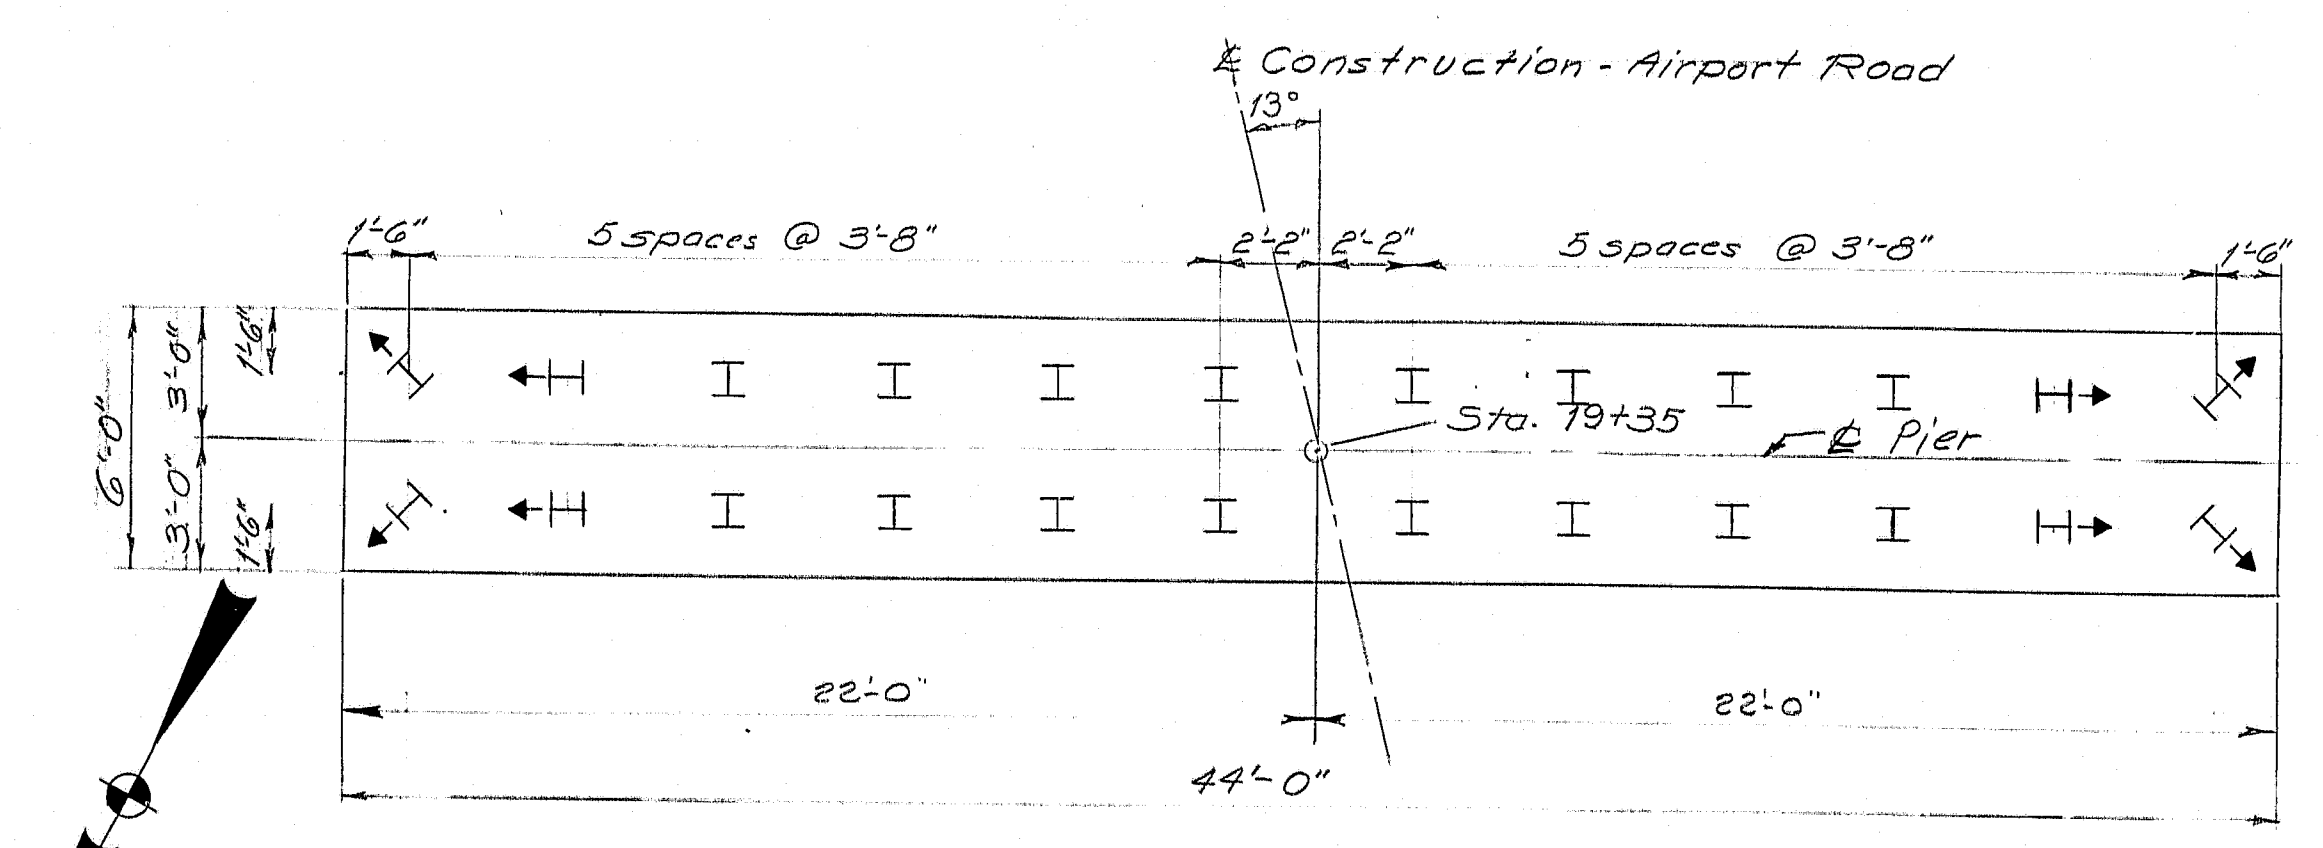 ℄ Construction - Airport Road
13°
1'-6" 5 spaces @ 3'-8" 2'-2" 2'-2" 5 spaces @ 3'-8" 1'-6"
6'-0" 3'-0" 1'-6"
Sta. 19+35
℄ Pier
3'-0" 1'-6"
22'-0" 22'-0"
44'-0"